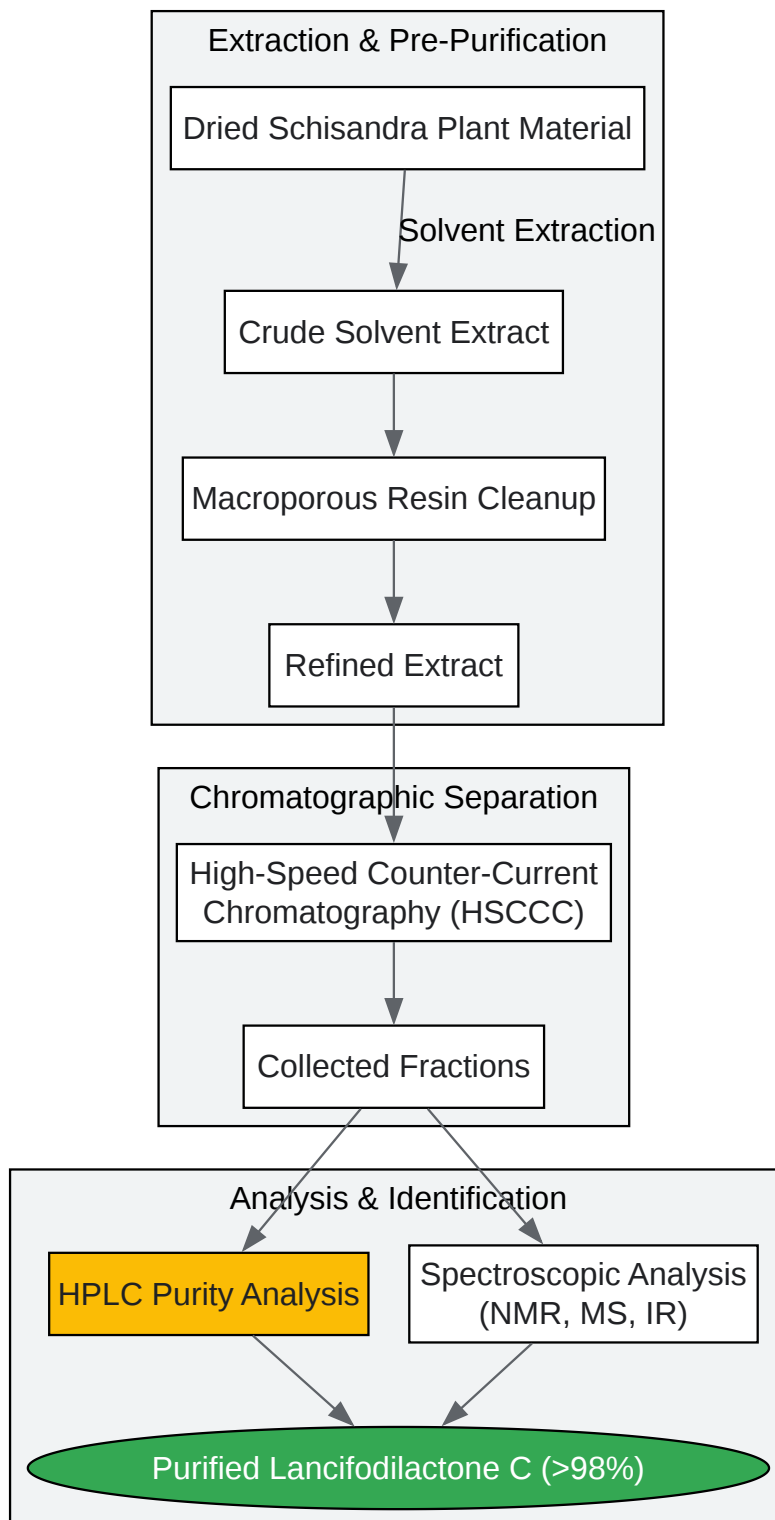 Extraction & Pre-Purification
Dried Schisandra Plant Material
Solvent Extraction
Crude Solvent Extract
Macroporous Resin Cleanup
Refined Extract
Chromatographic Separation
High-Speed Counter-Current
Chromatography (HSCCC)
Collected Fractions
Analysis & Identification
HPLC Purity Analysis
Spectroscopic Analysis
(NMR, MS, IR)
Purified Lancifodilactone C (>98%)